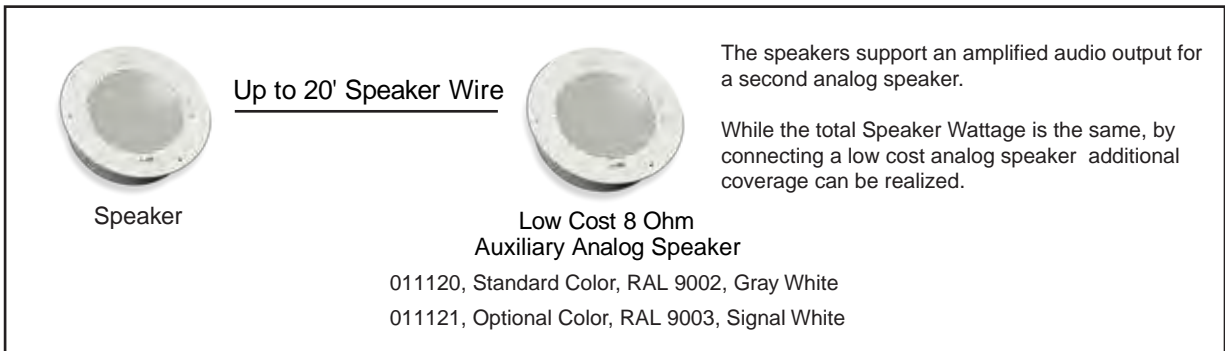 Up to 20' Speaker Wire
Speaker
Low Cost 8 Ohm
Auxiliary Analog Speaker
011120, Standard Color, RAL 9002, Gray White
011121, Optional Color, RAL 9003, Signal White
The speakers support an amplified audio output for
a second analog speaker.
While the total Speaker Wattage is the same, by
connecting a low cost analog speaker additional
coverage can be realized.